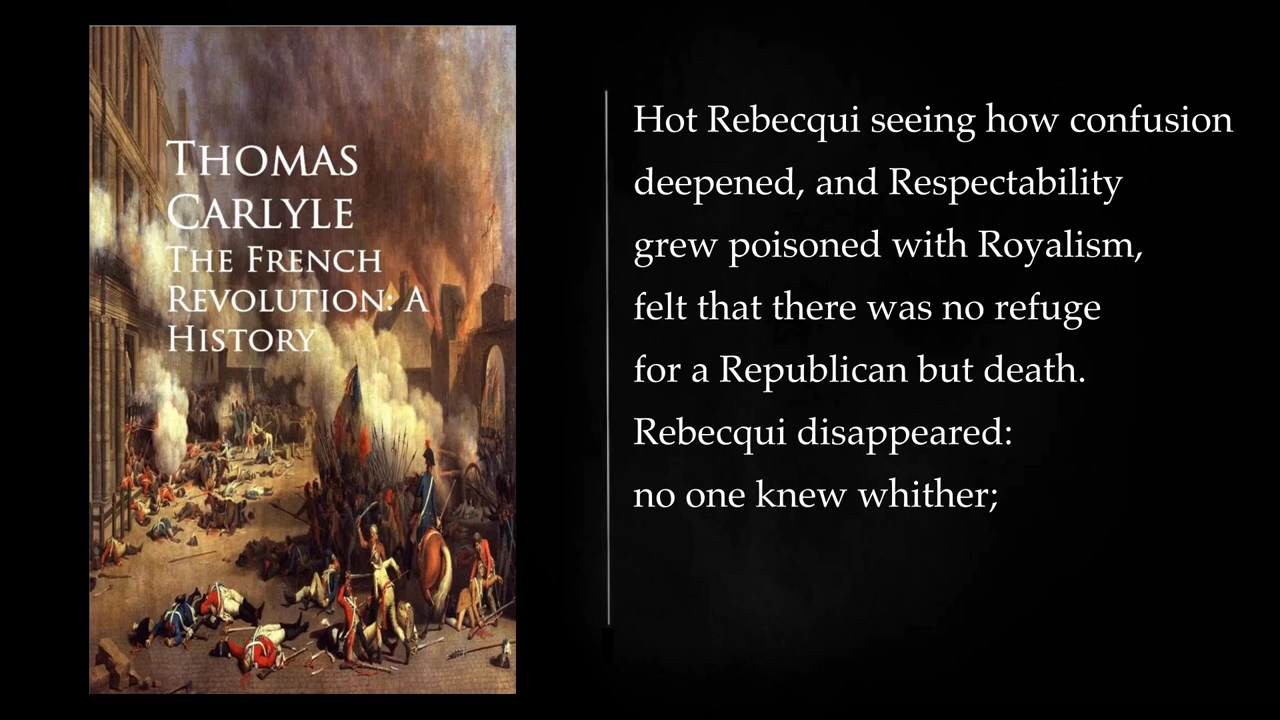 THOMAS
CARLYLE
THE FRENCH
REVOLUTION: A
HISTORY
Hot Rebecqui seeing how confusion
deepened, and Respectability
grew poisoned with Royalism,
felt that there was no refuge
for a Republican but death.
Rebecqui disappeared:
no one knew whither;